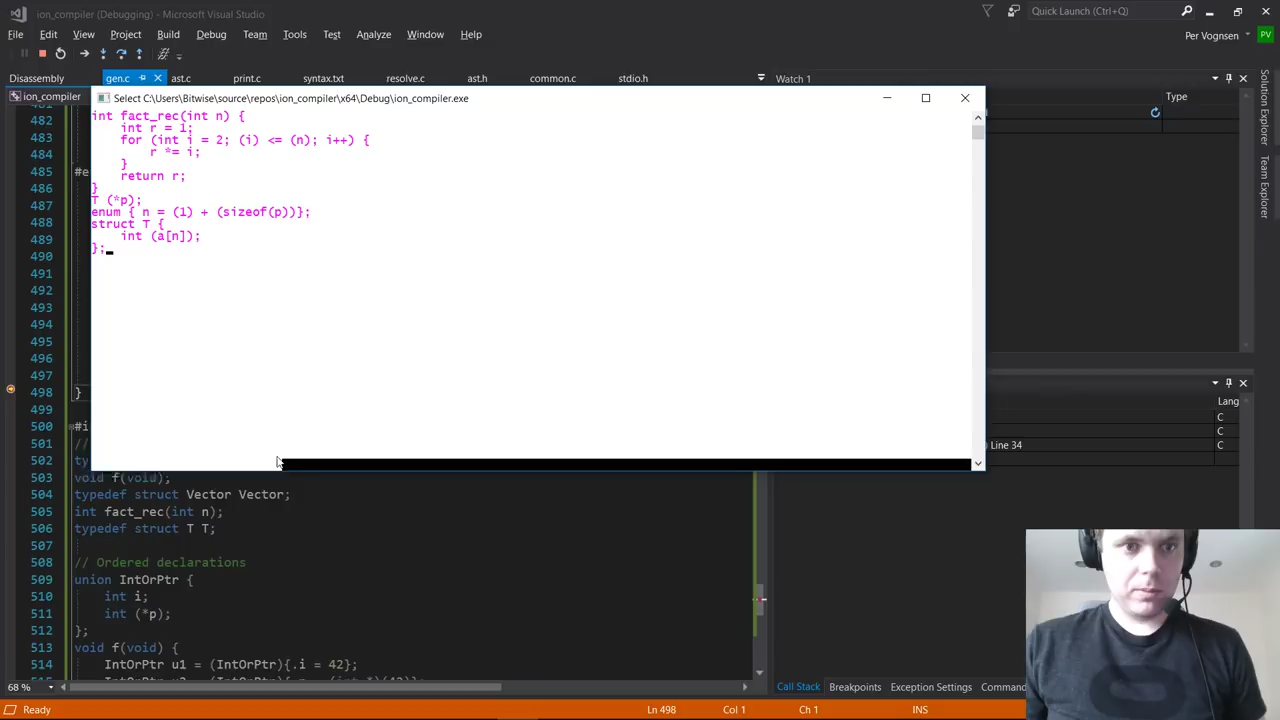 ion_compiler (Debugging) - Microsoft Visual Studio
Quick Launch (Ctrl+Q)
File Edit View Project Build Debug Team Tools Test Analyze Window Help
Per Vognsen PV
Disassembly gen.c ast.c print.c syntax.txt resolve.c ast.h common.c stdio.h
Watch 1
ion_compiler
Type
Select C:\Users\Bitwise\source\repos\ion_compiler\x64\Debug\ion_compiler.exe
int fact_rec(int n) {
int r = 1;
for (int i = 2; (i) <= (n); i++) {
r *= i;
}
return r;
}
T (*p);
enum { n = (1) + (sizeof(p))};
struct T {
int (a[n]);
};
482
483
484
485 #e
486
487
488
489
490
491
492
493
494
495
496
497
498 }
499
500 #i
501 //
502 ty
503 void f(void);
504 typedef struct Vector Vector;
505 int fact_rec(int n);
506 typedef struct T T;
507
508 // Ordered declarations
509 union IntOrPtr {
510 int i;
511 int (*p);
512 };
513 void f(void) {
514 IntOrPtr u1 = (IntOrPtr){.i = 42};
Lang
C
C
Line 34 C
C
Solution Explorer
Team Explorer
68 %
Call Stack Breakpoints Exception Settings Command
Ready
Ln 498 Col 1 Ch 1 INS